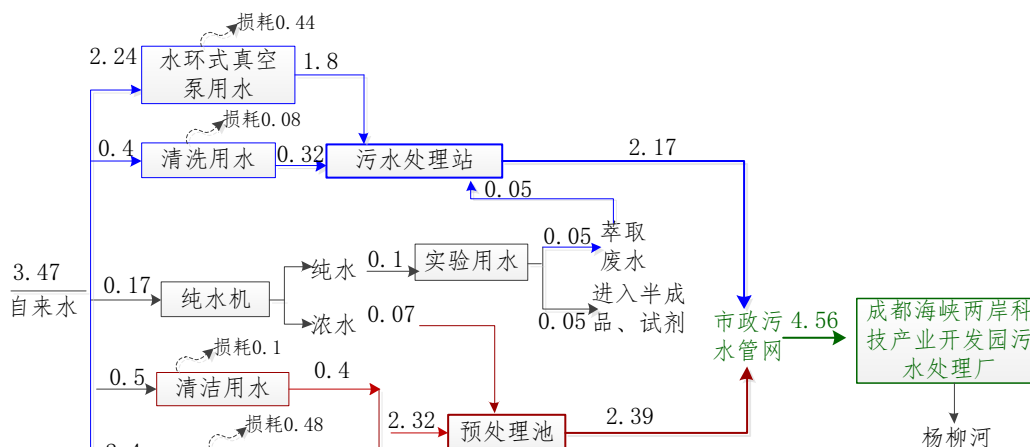 损耗0.44
2.24
水环式真空
泵用水
1.8
损耗0.08
0.4
清洗用水
0.32
污水处理站
2.17
0.05
3.47
自来水
0.17
纯水机
纯水
0.1
实验用水
0.05
萃取
废水
浓水
0.07
0.05
进入半成
品、试剂
市政污
水管网
4.56
成都海峡两岸科
技产业开发园污
水处理厂
损耗0.1
0.5
清洁用水
0.4
2.32
预处理池
2.39
损耗0.48
杨柳河